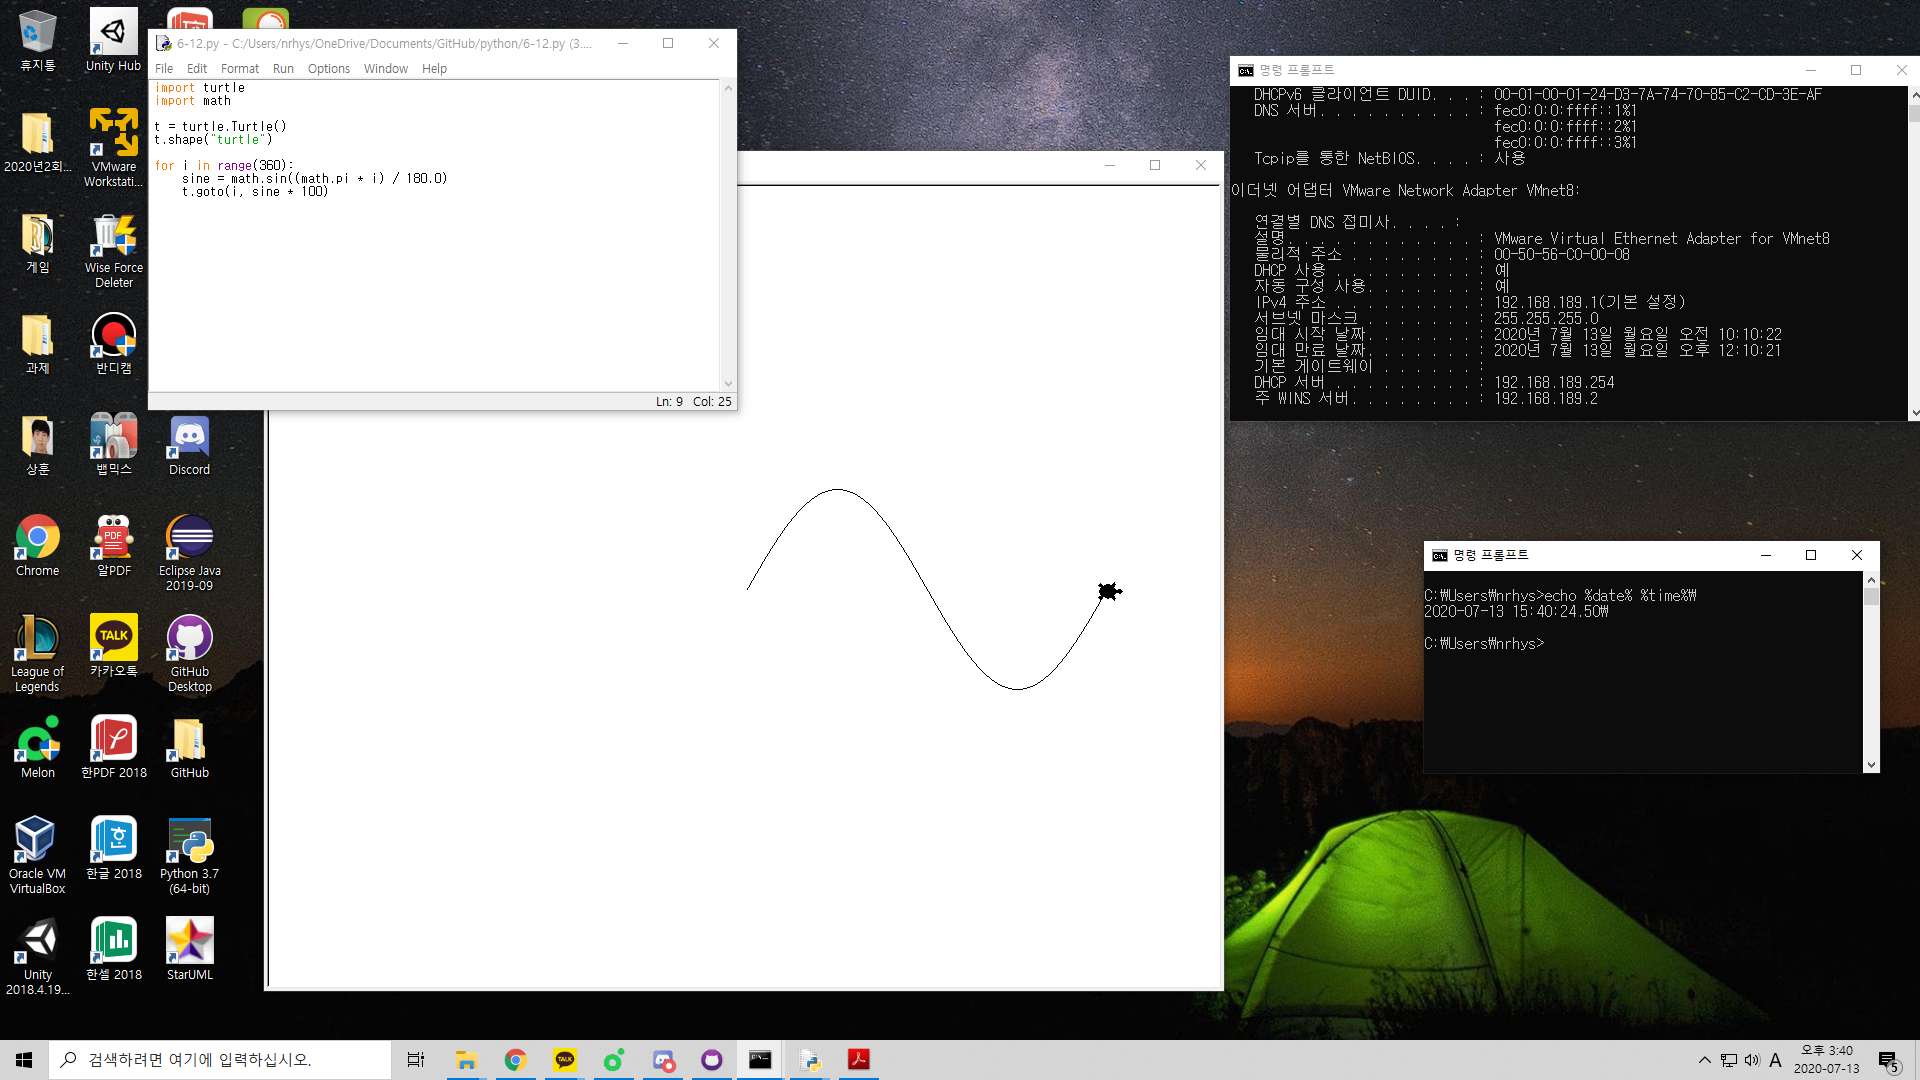 휴지통
Unity Hub
2020년2회...
VMware
Workstati...
게임
Wise Force
Deleter
과제
반디캠
상훈
뱁믹스
Discord
Chrome
알PDF
Eclipse Java
2019-09
League of
Legends
카카오톡
GitHub
Desktop
Melon
한PDF 2018
GitHub
Oracle VM
VirtualBox
한글 2018
Python 3.7
(64-bit)
Unity
2018.4.19...
한셀 2018
StarUML
PDF
TALK
6-12.py - C:/Users/nrhys/OneDrive/Documents/GitHub/python/6-12.py (3....
File Edit Format Run Options Window Help
import turtle
import math
t = turtle.Turtle()
t.shape("turtle")
for i in range(360):
    sine = math.sin((math.pi * i) / 180.0)
    t.goto(i, sine * 100)
Ln: 9 Col: 25
명령 프롬프트
DHCPv6 클라이언트 DUID. . . : 00-01-00-01-24-D3-7A-74-70-85-C2-CD-3E-AF
DNS 서버. . . . . . . . . . : fec0:0:0:ffff::1%1
fec0:0:0:ffff::2%1
fec0:0:0:ffff::3%1
Tcpip를 통한 NetBIOS. . . . : 사용
이더넷 어댑터 VMware Network Adapter VMnet8:
연결별 DNS 접미사. . . . :
설명. . . . . . . . . . . . : VMware Virtual Ethernet Adapter for VMnet8
물리적 주소 . . . . . . . . : 00-50-56-C0-00-08
DHCP 사용 . . . . . . . . . : 예
자동 구성 사용. . . . . . . : 예
IPv4 주소 . . . . . . . . . : 192.168.189.1(기본 설정)
서브넷 마스크 . . . . . . . : 255.255.255.0
임대 시작 날짜. . . . . . . : 2020년 7월 13일 월요일 오전 10:10:22
임대 만료 날짜. . . . . . . : 2020년 7월 13일 월요일 오후 12:10:21
기본 게이트웨이 . . . . . . :
DHCP 서버 . . . . . . . . . : 192.168.189.254
주 WINS 서버. . . . . . . . : 192.168.189.2
명령 프롬프트
C:₩Users₩nrhys>echo %date% %time%₩
2020-07-13 15:40:24.50₩
C:₩Users₩nrhys>
검색하려면 여기에 입력하십시오.
TALK
A
오후 3:40
2020-07-13
5